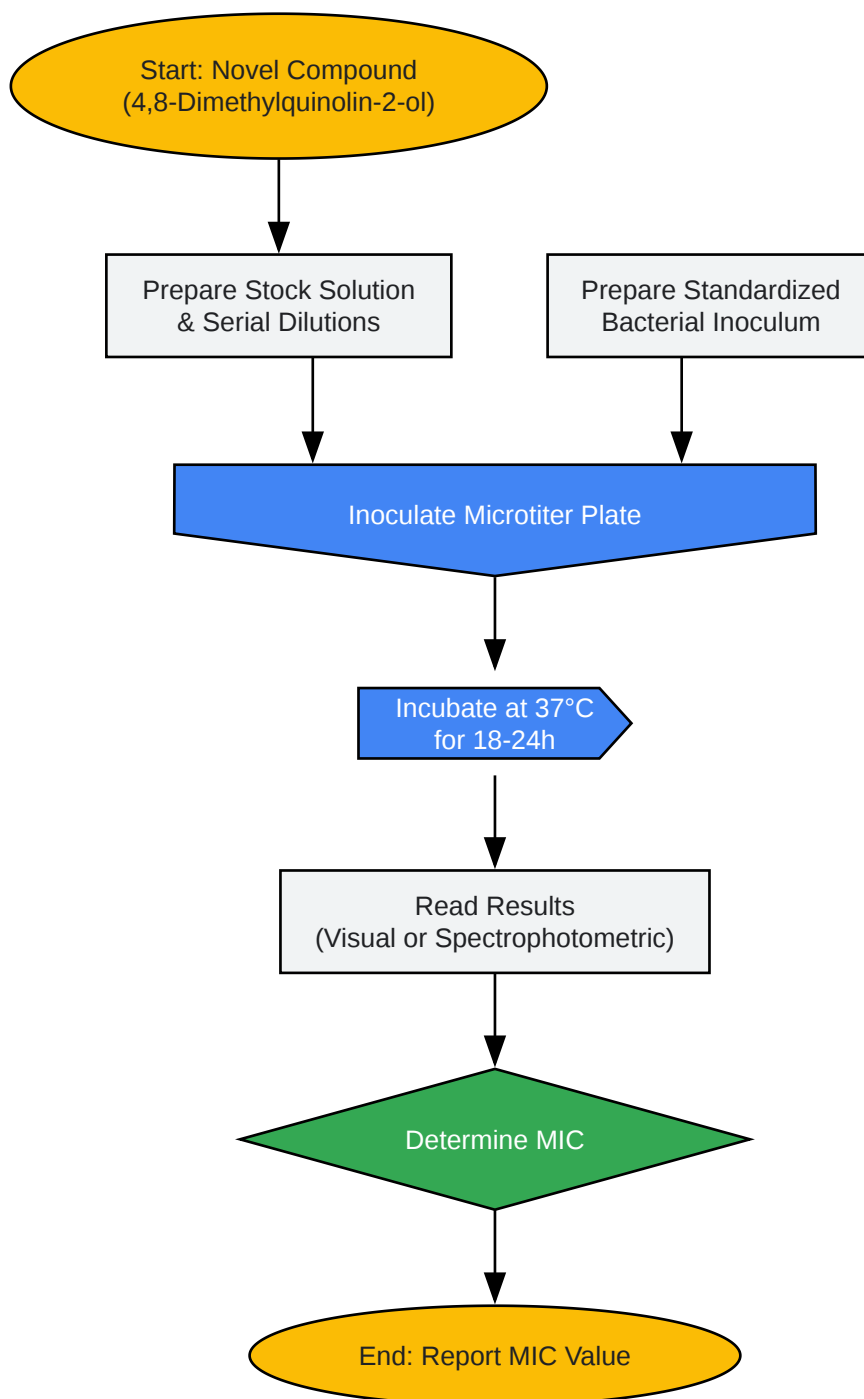 Start: Novel Compound
(4,8-Dimethylquinolin-2-ol)
Prepare Stock Solution
& Serial Dilutions
Prepare Standardized
Bacterial Inoculum
Inoculate Microtiter Plate
Incubate at 37°C
for 18-24h
Read Results
(Visual or Spectrophotometric)
Determine MIC
End: Report MIC Value